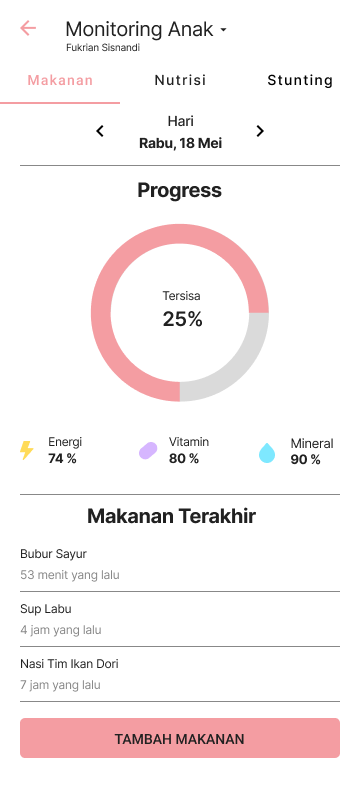 Monitoring Anak
Fukrian Sisnandi
Makanan
Nutrisi
Stunting
Hari
Rabu, 18 Mei
Progress
Tersisa
25%
Energi
74 %
Vitamin
80 %
Mineral
90 %
Makanan Terakhir
Bubur Sayur
53 menit yang lalu
Sup Labu
4 jam yang lalu
Nasi Tim Ikan Dori
7 jam yang lalu
TAMBAH MAKANAN